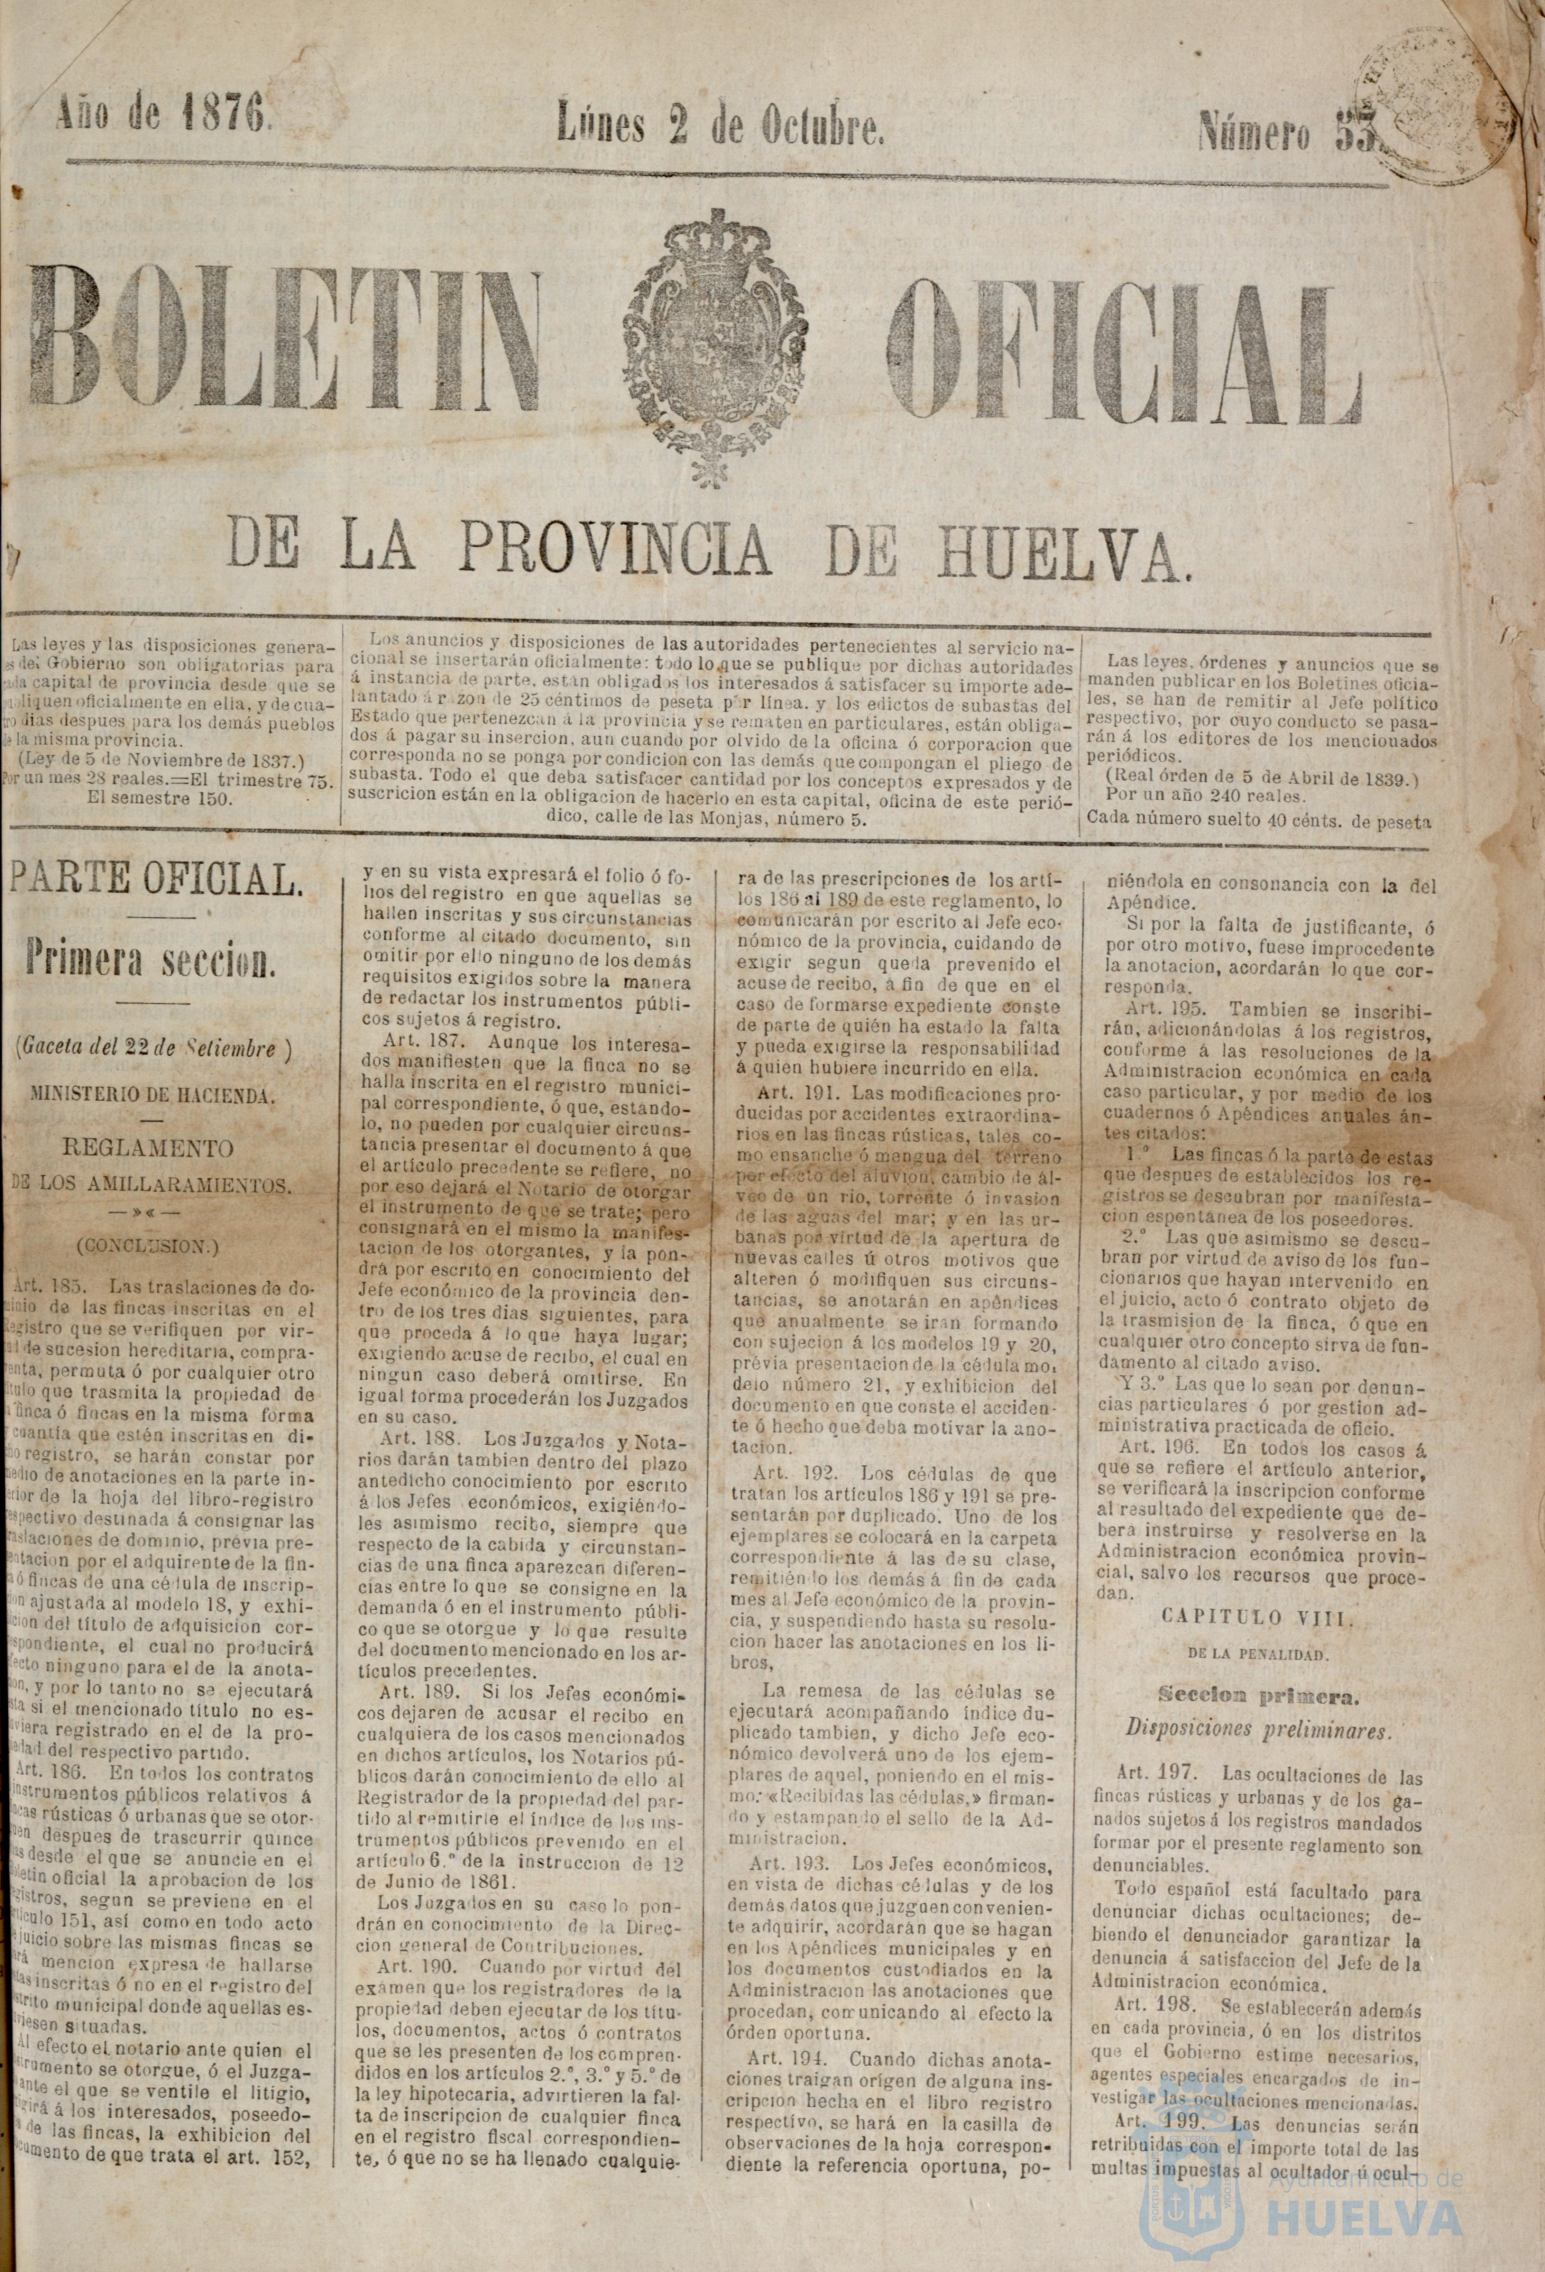 Año de 1876.
Lúnes 2 de Octubre.
Número 53.
BOLETIN OFICIAL
DE LA PROVINCIA DE HUELVA.
Las leyes y las disposiciones genera-
del Gobierno son obligatorias para
capital de provincia desde que se
publiquen oficialmente en ella, y de cua-
tro dias despues para los demás pueblos
de la misma provincia.
(Ley de 5 de Noviembre de 1837.)
Por un mes 28 reales.=El trimestre 75.
El semestre 150.
Los anuncios y disposiciones de las autoridades pertenecientes al servicio na-
cional se insertarán oficialmente: todo lo que se publique por dichas autoridades
á instancia de parte, están obligados los interesados á satisfacer su importe ade-
lantado á r zon de 25 céntimos de peseta p r línea. y los edictos de subastas del
Estado que pertenezcan á la provincia y se rematen en particulares, están obliga-
dos á pagar su insercion, aun cuando por olvido de la oficina ó corporacion que
corresponda no se ponga por condicion con las demás que compongan el pliego de
subasta. Todo el que deba satisfacer cantidad por los conceptos expresados y de
suscricion están en la obligacion de hacerlo en esta capital, oficina de este perió-
dico, calle de las Monjas, número 5.
Las leyes, órdenes y anuncios que se
manden publicar en los Boletines oficia-
les, se han de remitir al Jefe político
respectivo, por cuyo conducto se pasa-
rán á los editores de los mencionados
periódicos.
(Real órden de 5 de Abril de 1839.)
Por un año 240 reales.
Cada número suelto 40 cénts. de peseta
PARTE OFICIAL.
Primera seccion.
(Gaceta del 22 de Setiembre )
MINISTERIO DE HACIENDA.
REGLAMENTO
DE LOS AMILLARAMIENTOS.
—»«—
(CONCLUSION.)
Art. 185. Las traslaciones de do-
minio de las fincas inscritas en el
Registro que se verifiquen por vir-
tud de sucesion hereditaria, compra-
venta, permuta ó por cualquier otro
título que trasmita la propiedad de
finca ó fincas en la misma forma
cuantía que estén inscritas en di-
cho registro, se harán constar por
medio de anotaciones en la parte in-
ferior de la hoja del libro-registro
respectivo destinada á consignar las
traslaciones de dominio, prévia pre-
sentacion por el adquirente de la fin-
ca ó fincas de una cédula de inscrip-
cion ajustada al modelo 18, y exhi-
bicion del título de adquisicion cor-
respondiente, el cual no producirá
efecto ninguno para el de la anota-
cion, y por lo tanto no se ejecutará
esta si el mencionado título no es-
tuviera registrado en el de la pro-
piedad del respectivo partido.
Art. 186. En todos los contratos
instrumentos públicos relativos á
fincas rústicas ó urbanas que se otor-
guen despues de trascurrir quince
dias desde el que se anuncie en el
Boletin oficial la aprobacion de los
registros, segun se previene en el
artículo 151, así como en todo acto
juicio sobre las mismas fincas se
hará mencion expresa de hallarse
estas inscritas ó no en el registro del
distrito municipal donde aquellas es-
tuviesen situadas.
Al efecto el notario ante quien el
instrumento se otorgue, ó el Juzga-
ante el que se ventile el litigio,
exigirá á los interesados, poseedo-
de las fincas, la exhibicion del
documento de que trata el art. 152,
y en su vista expresará el folio ó fo-
lios del registro en que aquellas se
hallen inscritas y sus circunstancias
conforme al citado documento, sin
omitir por ello ninguno de los demás
requisitos exigidos sobre la manera
de redactar los instrumentos públi-
cos sujetos á registro.
Art. 187. Aunque los interesa-
dos manifiesten que la finca no se
halla inscrita en el registro munici-
pal correspondiente, ó que, estándo-
lo, no pueden por cualquier circuns-
tancia presentar el documento á que
el artículo precedente se refiere, no
por eso dejará el Notario de otorgar
el instrumento de que se trate; pero
consignará en el mismo la manifes-
tacion de los otorgantes, y la pon-
drá por escrito en conocimiento del
Jefe económico de la provincia den-
tro de los tres dias siguientes, para
que proceda á lo que haya lugar;
exigiendo acuse de recibo, el cual en
ningun caso deberá omitirse. En
igual forma procederán los Juzgados
en su caso.
Art. 188. Los Juzgados y Nota-
rios darán tambien dentro del plazo
antedicho conocimiento por escrito
á los Jefes económicos, exigiéndo-
les asimismo recibo, siempre que
respecto de la cabida y circunstan-
cias de una finca aparezcan diferen-
cias entre lo que se consigne en la
demanda ó en el instrumento públi-
co que se otorgue y lo que resulte
del documento mencionado en los ar-
tículos precedentes.
Art. 189. Si los Jefes económi-
cos dejaren de acusar el recibo en
cualquiera de los casos mencionados
en dichos artículos, los Notarios pú-
blicos darán conocimiento de ello al
Registrador de la propiedad del par-
tido al remitirle el índice de los ins-
trumentos públicos prevenido en el
artículo 6.º de la instruccion de 12
de Junio de 1861.
Los Juzgados en su caso lo pon-
drán en conocimiento de la Direc-
cion general de Contribuciones.
Art. 190. Cuando por virtud del
exámen que los registradores de la
propiedad deben ejecutar de los títu-
los, documentos, actos ó contratos
que se les presenten de los compren-
didos en los artículos 2.º, 3.º y 5.º de
la ley hipotecaria, advirtieren la fal-
ta de inscripcion de cualquier finca
en el registro fiscal correspondien-
te, ó que no se ha llenado cualquie-
ra de las prescripciones de los artí-
los 186 al 189 de este reglamento, lo
comunicarán por escrito al Jefe eco-
nómico de la provincia, cuidando de
exigir segun queda prevenido el
acuse de recibo, á fin de que en el
caso de formarse expediente conste
de parte de quién ha estado la falta
y pueda exigirse la responsabilidad
á quien hubiere incurrido en ella.
Art. 191. Las modificaciones pro-
ducidas por accidentes extraordina-
rios en las fincas rústicas, tales co-
mo ensanche ó mengua del terreno
por efecto del aluvion, cambio de ál-
veo de un rio, torrente ó invasion
de las aguas del mar; y en las ur-
banas por virtud de la apertura de
nuevas calles ú otros motivos que
alteren ó modifiquen sus circuns-
tancias, se anotarán en apéndices
que anualmente se irán formando
con sujecion á los modelos 19 y 20,
prévia presentacion de la cédula mo-
delo número 21, y exhibicion del
documento en que conste el acciden-
te ó hecho que deba motivar la ano-
tacion.
Art. 192. Los cédulas de que
tratan los artículos 186 y 191 se pre-
sentarán por duplicado. Uno de los
ejemplares se colocará en la carpeta
correspondiente á las de su clase,
remitiéndo los demás á fin de cada
mes al Jefe económico de la provin-
cia, y suspendiendo hasta su resolu-
cion hacer las anotaciones en los li-
bros,
La remesa de las cédulas se
ejecutará acompañando índice du-
plicado tambien, y dicho Jefe eco-
nómico devolverá uno de los ejem-
plares de aquel, poniendo en el mis-
mo: «Recibidas las cédulas,» firman-
do y estampando el sello de la Ad-
ministracion.
Art. 193. Los Jefes económicos,
en vista de dichas cédulas y de los
demás datos que juzguen convenien-
te adquirir, acordarán que se hagan
en los Apéndices municipales y en
los documentos custodiados en la
Administracion las anotaciones que
procedan, comunicando al efecto la
órden oportuna.
Art. 194. Cuando dichas anota-
ciones traigan orígen de alguna ins-
cripcion hecha en el libro registro
respectivo, se hará en la casilla de
observaciones de la hoja correspon-
diente la referencia oportuna, po-
niéndola en consonancia con la del
Apéndice.
Si por la falta de justificante, ó
por otro motivo, fuese improcedente
la anotacion, acordarán lo que cor-
responda.
Art. 195. Tambien se inscribi-
rán, adicionándolas á los registros,
conforme á las resoluciones de la
Administracion económica en cada
caso particular, y por medio de los
cuadernos ó Apéndices anuales án-
tes citados:
1.º Las fincas ó la parte de estas
que despues de establecidos los re-
gistros se descubran por manifesta-
cion espontánea de los poseedores.
2.º Las que asimismo se descu-
bran por virtud de aviso de los fun-
cionarios que hayan intervenido en
el juicio, acto ó contrato objeto de
la trasmision de la finca, ó que en
cualquier otro concepto sirva de fun-
damento al citado aviso.
Y 3.º Las que lo sean por denun-
cias particulares ó por gestion ad-
ministrativa practicada de oficio.
Art. 196. En todos los casos á
que se refiere el artículo anterior,
se verificará la inscripcion conforme
al resultado del expediente que de-
berá instruirse y resolverse en la
Administracion económica provin-
cial, salvo los recursos que proce-
dan.
CAPITULO VIII.
DE LA PENALIDAD.
Seccion primera.
Disposiciones preliminares.
Art. 197. Las ocultaciones de las
fincas rústicas y urbanas y de los ga-
nados sujetos á los registros mandados
formar por el presente reglamento son
denunciables.
Todo español está facultado para
denunciar dichas ocultaciones; de-
biendo el denunciador garantizar la
denuncia á satisfaccion del Jefe de la
Administracion económica.
Art. 198. Se establecerán además
en cada provincia, ó en los distritos
que el Gobierno estime necesarios,
agentes especiales encargados de in-
vestigar las ocultaciones mencionadas.
Art. 199. Las denuncias serán
retribuidas con el importe total de las
multas impuestas al ocultador ú ocul-
Ayuntamiento de
HUELVA